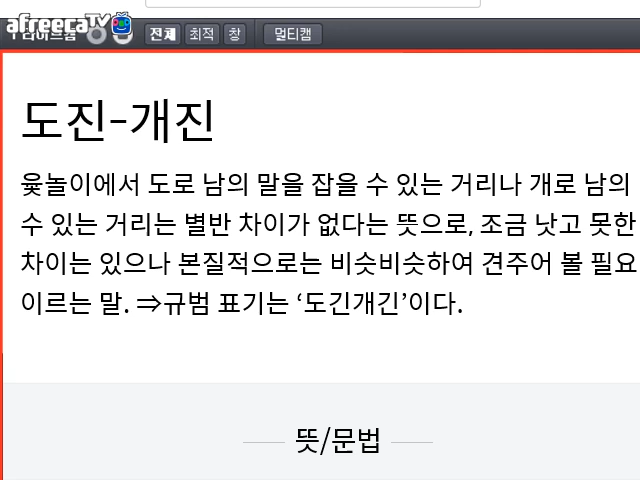 afreecaTV
전체 최적 창 멀티캠
도진-개진
윷놀이에서 도로 남의 말을 잡을 수 있는 거리나 개로 남의
수 있는 거리는 별반 차이가 없다는 뜻으로, 조금 낫고 못한
차이는 있으나 본질적으로는 비슷비슷하여 견주어 볼 필요
이르는 말. ⇒규범 표기는 ‘도긴개긴’이다.
뜻/문법